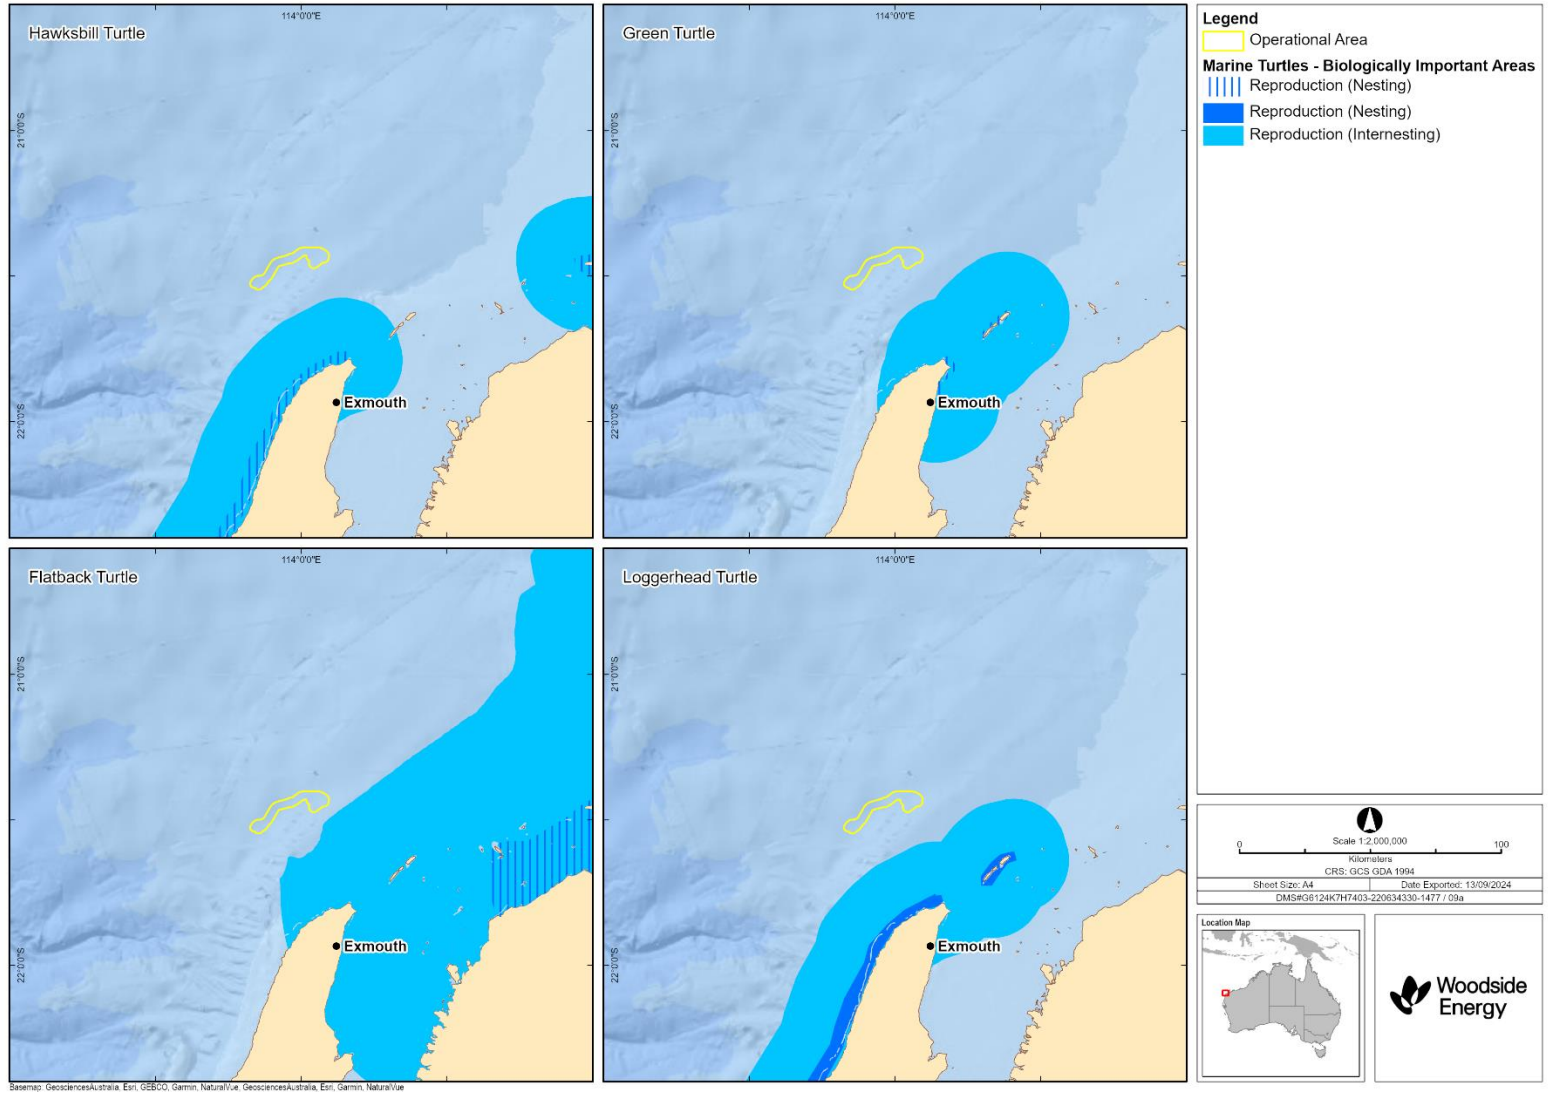 Hawksbill Turtle
114°0'0"E
21°0'0"S
22°0'0"S
Exmouth
Green Turtle
114°0'0"E
21°0'0"S
22°0'0"S
Exmouth
Flatback Turtle
114°0'0"E
21°0'0"S
22°0'0"S
Exmouth
Loggerhead Turtle
114°0'0"E
21°0'0"S
22°0'0"S
Exmouth
Basemap: GeosciencesAustralia, Esri, GEBCO, Garmin, NaturalVue, GeosciencesAustralia, Esri, Garmin, NaturalVue
Legend
Operational Area
Marine Turtles - Biologically Important Areas
Reproduction (Nesting)
Reproduction (Nesting)
Reproduction (Internesting)
Scale 1:2,000,000
0 100
Kilometers
CRS: GCS GDA 1994
Sheet Size: A4 Date Exported: 13/09/2024
DMS#G6124K7H7403-220634330-1477 / 09a
Location Map
Woodside
Energy